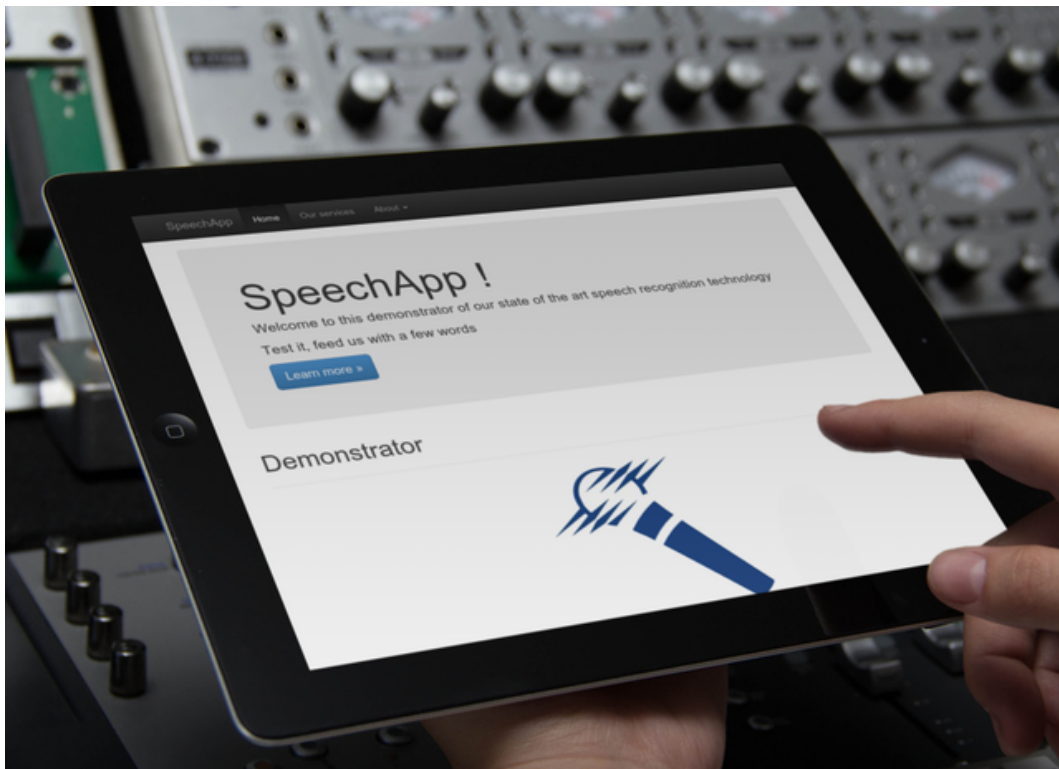 SpeechApp Home Our services About
SpeechApp !
Welcome to this demonstrator of our state of the art speech recognition technology
Test it, feed us with a few words
Learn more »
Demonstrator